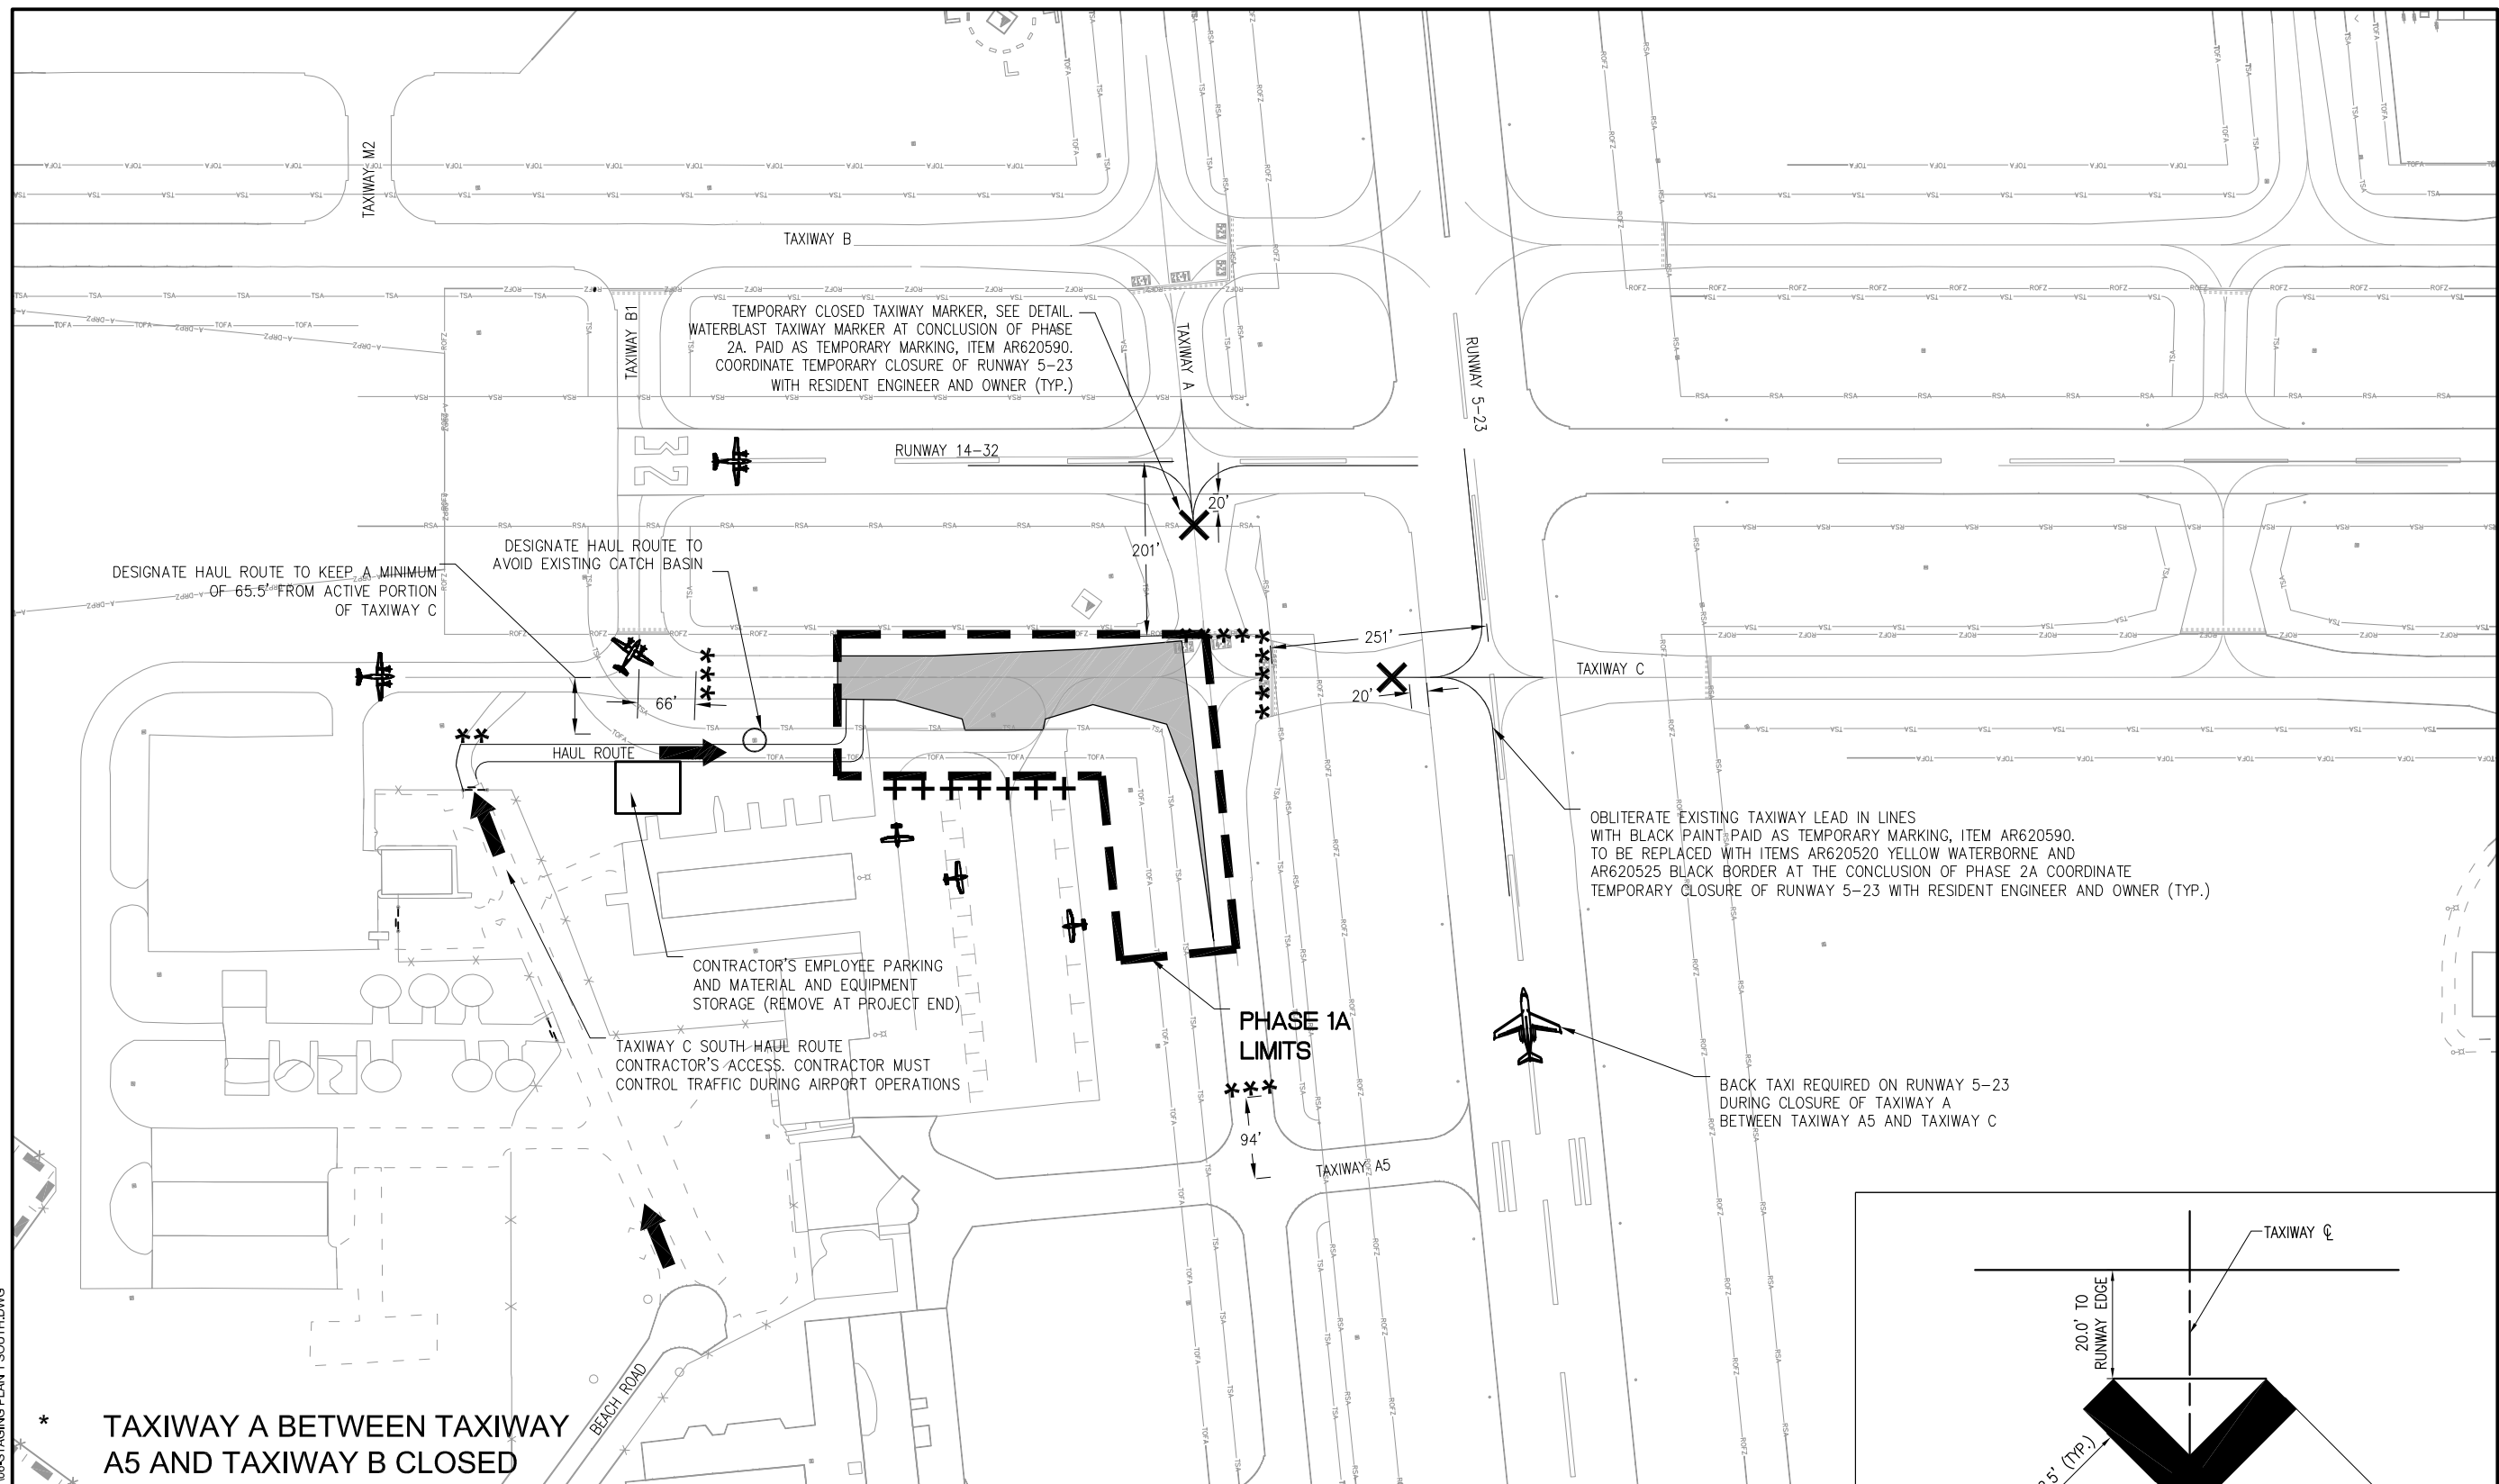 TAXIWAY M2
TAXIWAY B
TEMPORARY CLOSED TAXIWAY MARKER, SEE DETAIL.
WATERBLAST TAXIWAY MARKER AT CONCLUSION OF PHASE
2A. PAID AS TEMPORARY MARKING, ITEM AR620590.
COORDINATE TEMPORARY CLOSURE OF RUNWAY 5-23
WITH RESIDENT ENGINEER AND OWNER (TYP.)
TAXIWAY B1
TAXIWAY A
RUNWAY 5-23
32
RUNWAY 14-32
20'
201'
DESIGNATE HAUL ROUTE TO
AVOID EXISTING CATCH BASIN
DESIGNATE HAUL ROUTE TO KEEP A MINIMUM
OF 65.5' FROM ACTIVE PORTION
OF TAXIWAY C
251'
TAXIWAY C
66'
20'
HAUL ROUTE
OBLITERATE EXISTING TAXIWAY LEAD IN LINES
WITH BLACK PAINT PAID AS TEMPORARY MARKING, ITEM AR620590.
TO BE REPLACED WITH ITEMS AR620520 YELLOW WATERBORNE AND
AR620525 BLACK BORDER AT THE CONCLUSION OF PHASE 2A COORDINATE
TEMPORARY CLOSURE OF RUNWAY 5-23 WITH RESIDENT ENGINEER AND OWNER (TYP.)
CONTRACTOR'S EMPLOYEE PARKING
AND MATERIAL AND EQUIPMENT
STORAGE (REMOVE AT PROJECT END)
PHASE 1A
LIMITS
TAXIWAY C SOUTH HAUL ROUTE
CONTRACTOR'S ACCESS. CONTRACTOR MUST
CONTROL TRAFFIC DURING AIRPORT OPERATIONS
BACK TAXI REQUIRED ON RUNWAY 5-23
DURING CLOSURE OF TAXIWAY A
BETWEEN TAXIWAY A5 AND TAXIWAY C
94'
TAXIWAY A5
TAXIWAY ℄
20.0' TO
RUNWAY EDGE
(TYP.)
BEACH ROAD
* TAXIWAY A BETWEEN TAXIWAY
A5 AND TAXIWAY B CLOSED
TOFA
TSA
RSA
ROFZ
A-DRPZ